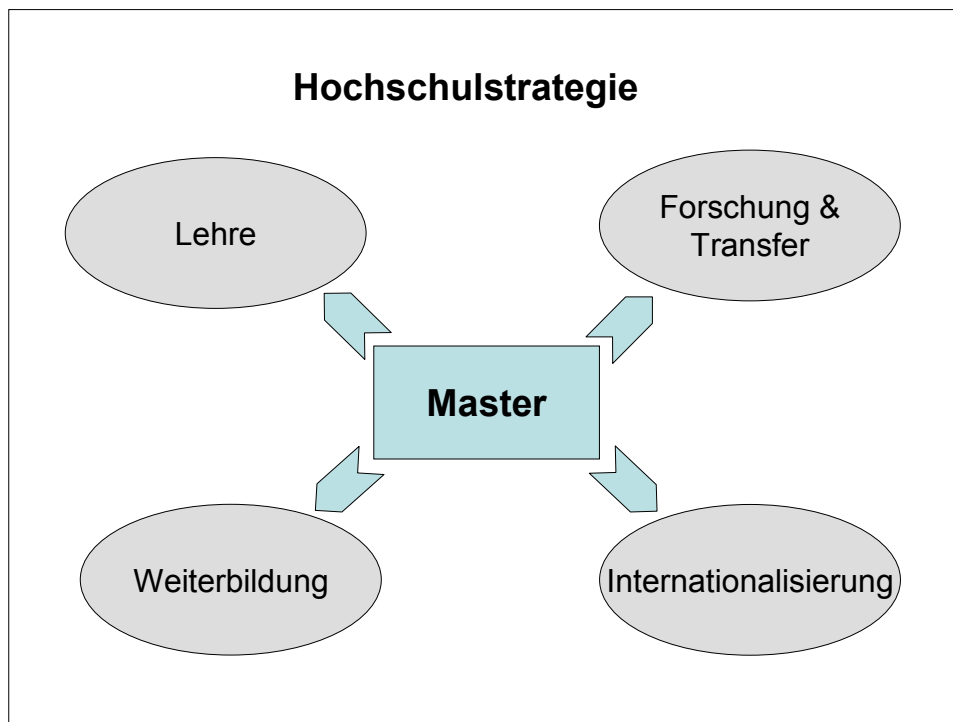 Hochschulstrategie
Lehre
Forschung &
Transfer
Master
Weiterbildung
Internationalisierung